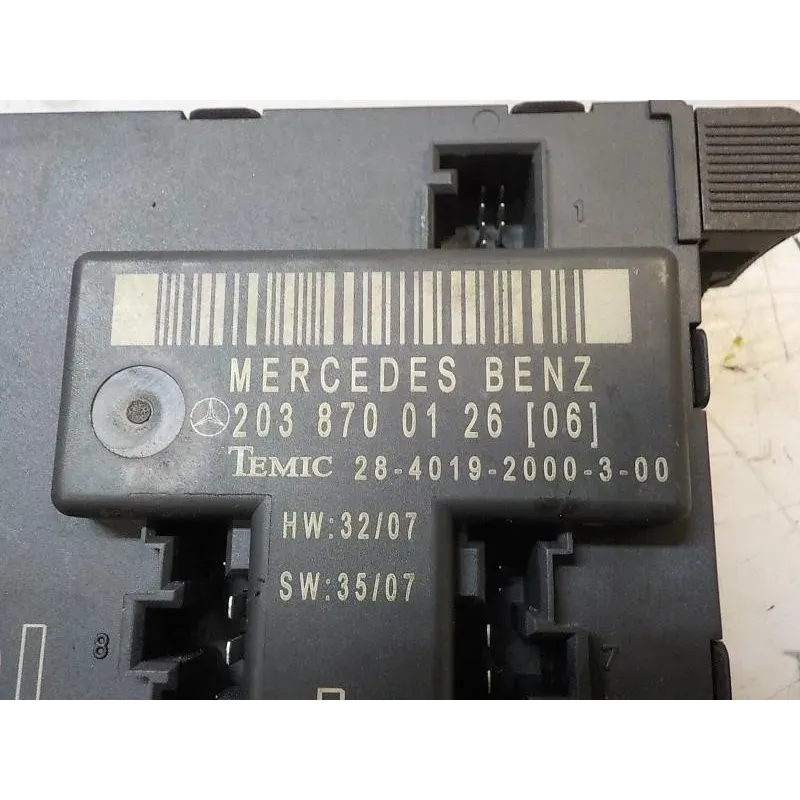 1
MERCEDES BENZ
203 870 01 26 [06]
TEMIC 28-4019-2000-3-00
HW:32/07
SW:35/07
8
7